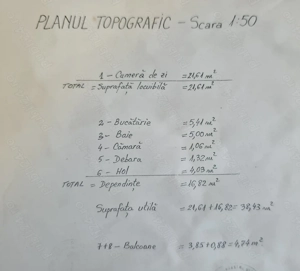 PLANUL TOPOGRAFIC - Scara 1:50
1 - Cameră de zi = 21,61 m²
TOTAL = Suprafață locuibilă = 21,61 m²
2 - Bucătărie = 5,41 m²
3 - Baie = 5,00 m²
4 - Cămară = 1,06 m²
5 - Debara = 1,32 m²
6 - Hol = 4,03 m²
TOTAL = Dependințe = 16,82 m²
Suprafața utilă = 21,61 + 16,82 = 38,43 m²
7+8 - Balcoane = 3,85 + 0,88 = 4,74 m²